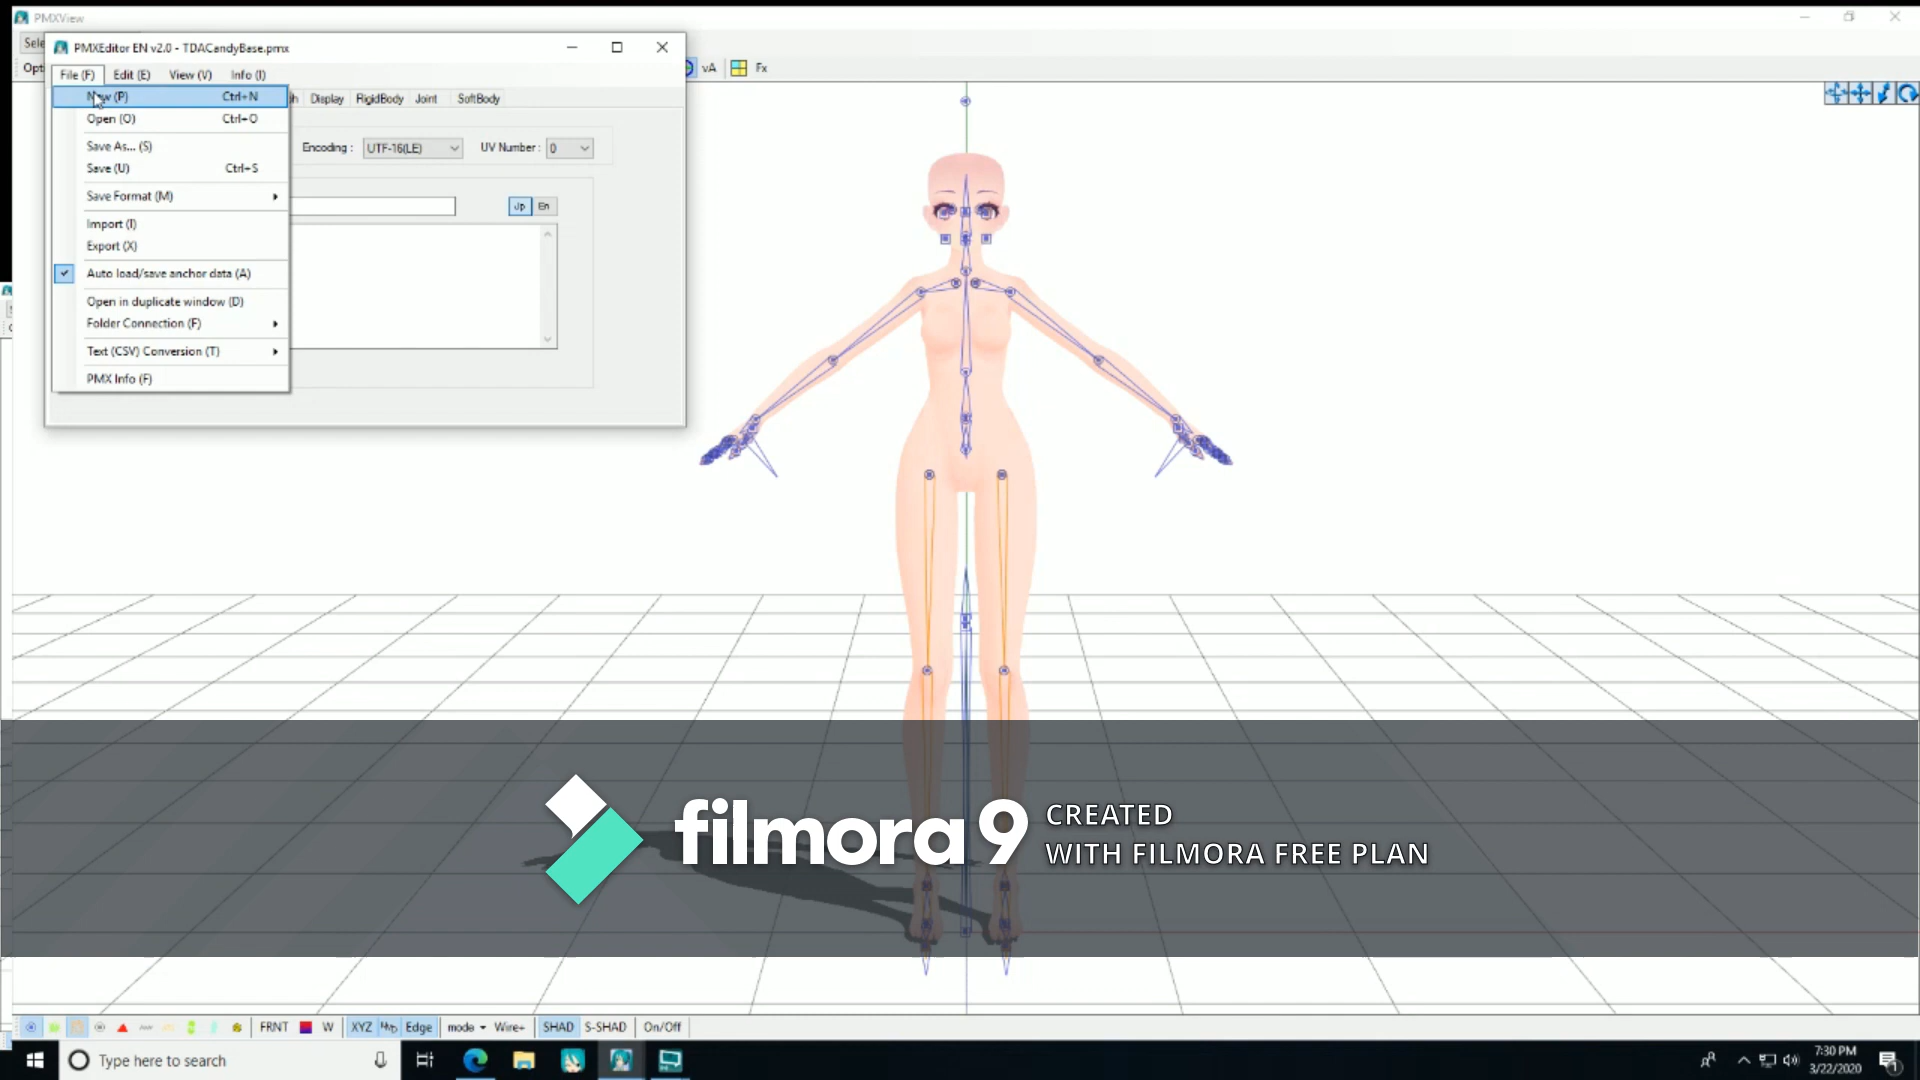 PMXView
Sele
PMXEditor EN v2.0 - TDACandyBase.pmx
Opti
vA
Fx
File (F)
Edit (E)
View (V)
Info (I)
New (P)
Ctrl+N
Display
RigidBody
Joint
SoftBody
Open (O)
Ctrl+O
Save As... (S)
Encoding :
UTF-16(LE)
UV Number :
0
Save (U)
Ctrl+S
Save Format (M)
Jp
En
Import (I)
Export (X)
Auto load/save anchor data (A)
Open in duplicate window (D)
Folder Connection (F)
Text (CSV) Conversion (T)
PMX Info (F)
filmora9
CREATED
WITH FILMORA FREE PLAN
FRNT
W
XYZ
Edge
mode
Wire+
SHAD
S-SHAD
On/Off
Type here to search
7:30 PM
3/22/2020
1